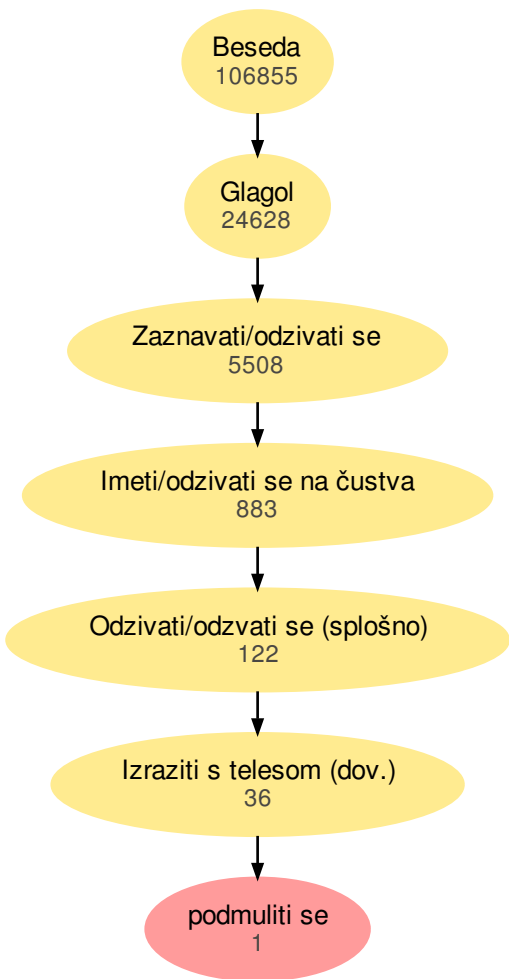 Beseda
106855
Glagol
24628
Zaznavati/odzivati se
5508
Imeti/odzivati se na čustva
883
Odzivati/odzvati se (splošno)
122
Izraziti s telesom (dov.)
36
podmuliti se
1